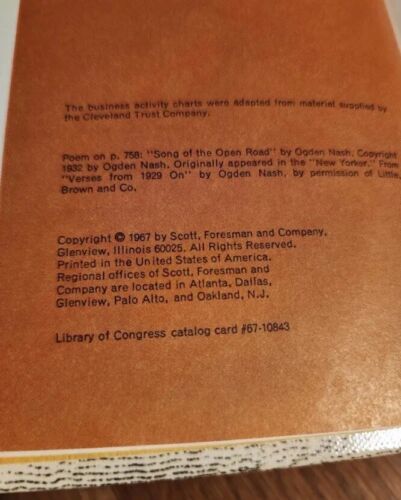 The business activity charts were adapted from material supplied by
the Cleveland Trust Company.
Poem on p. 758: "Song of the Open Road" by Ogden Nash, Copyright
1932 by Ogden Nash. Originally appeared in the "New Yorker." From
"Verses from 1929 On" by Ogden Nash, by permission of Little,
Brown and Co.
Copyright © 1967 by Scott, Foresman and Company,
Glenview, Illinois 60025. All Rights Reserved.
Printed in the United States of America.
Regional offices of Scott, Foresman and
Company are located in Atlanta, Dallas,
Glenview, Palo Alto, and Oakland, N.J.
Library of Congress catalog card #67-10843